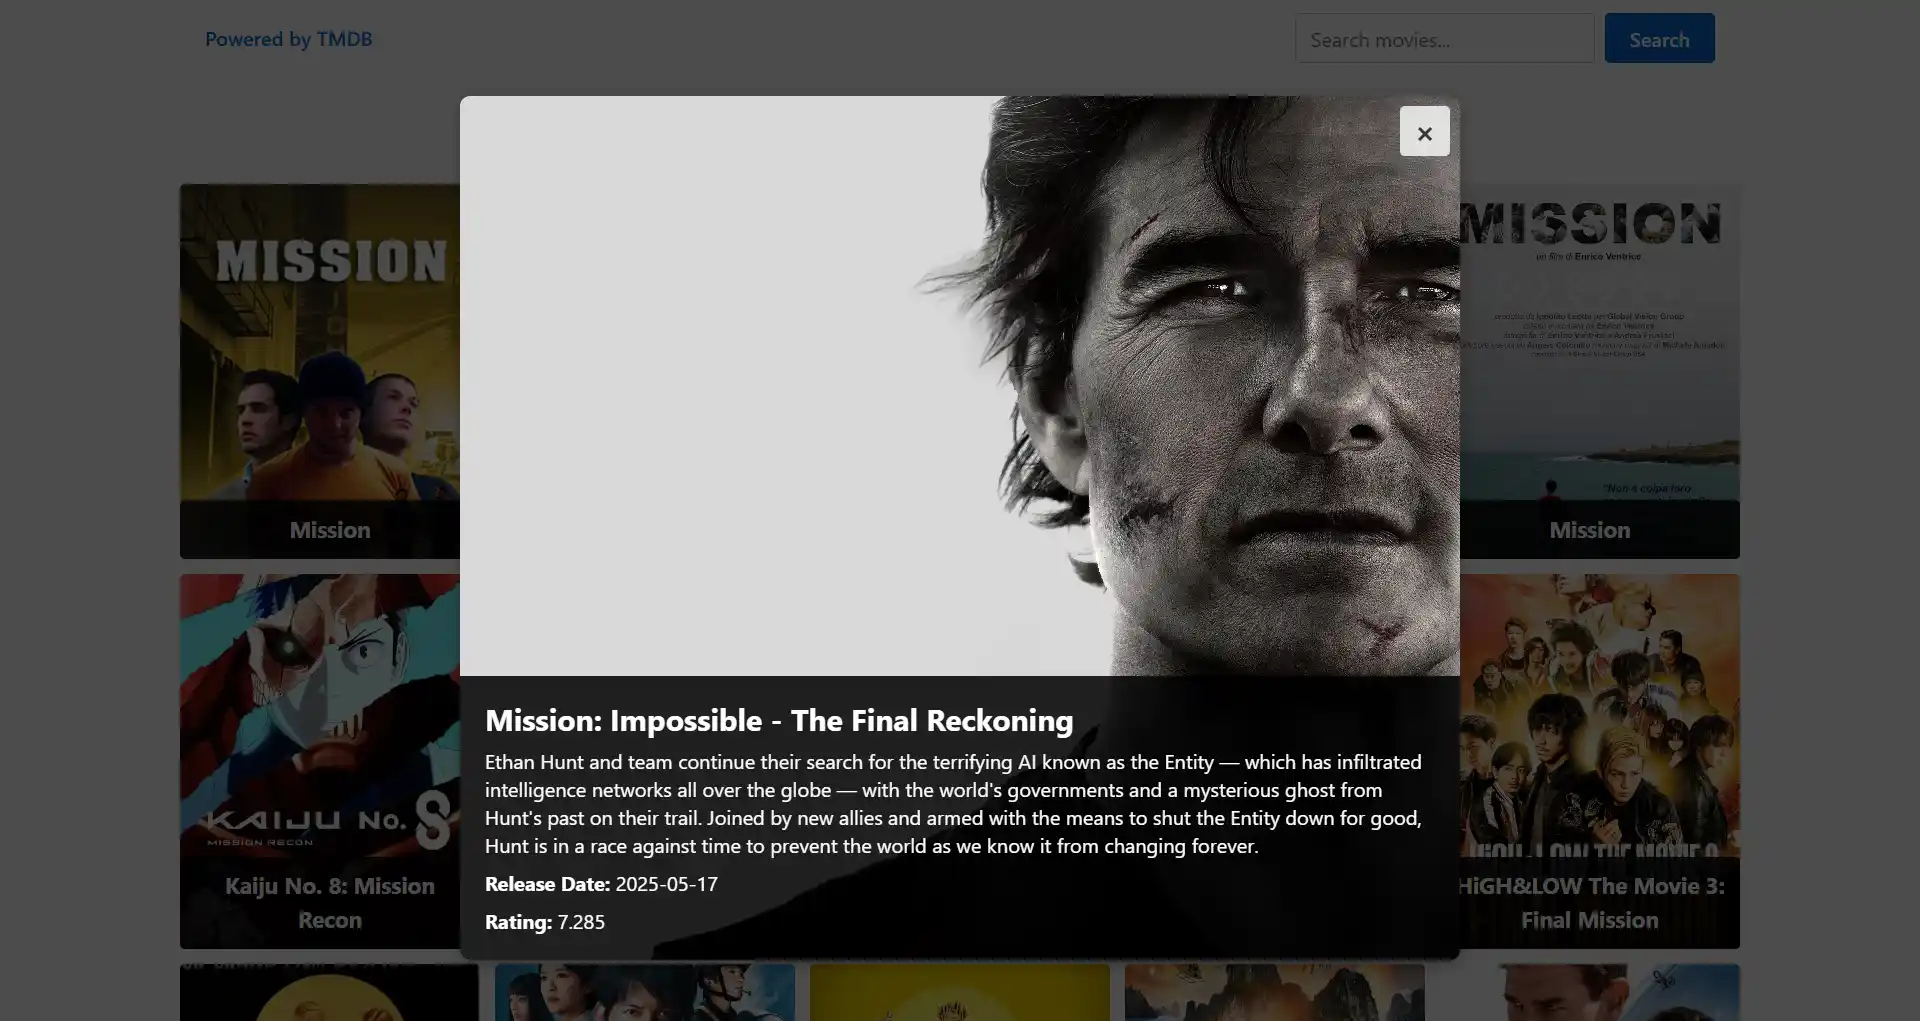 Powered by TMDB
Search movies...
Search
×
MISSION
Mission
MISSION
un film di Enrico Ventrice
"Non è colpa loro
Mission
KAIJU No. 8
MISSION RECON
Kaiju No. 8: Mission
Recon
HiGH&LOW The Movie 3:
Final Mission
Mission: Impossible - The Final Reckoning
Ethan Hunt and team continue their search for the terrifying AI known as the Entity — which has infiltrated
intelligence networks all over the globe — with the world's governments and a mysterious ghost from
Hunt's past on their trail. Joined by new allies and armed with the means to shut the Entity down for good,
Hunt is in a race against time to prevent the world as we know it from changing forever.
Release Date: 2025-05-17
Rating: 7.285